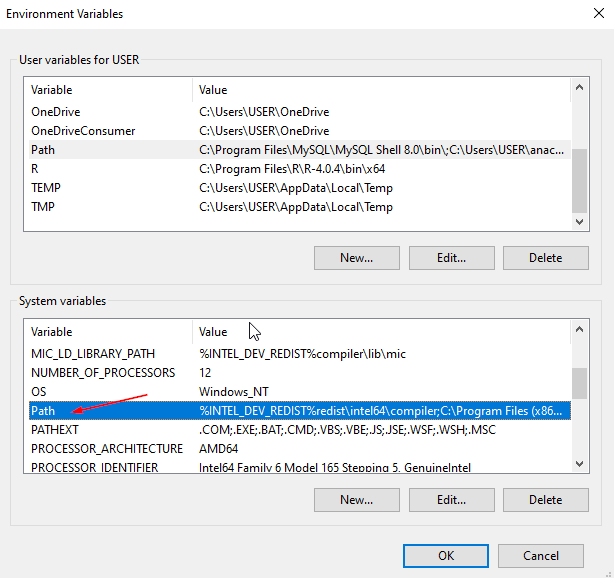 Environment Variables
User variables for USER
Variable Value
OneDrive C:\Users\USER\OneDrive
OneDriveConsumer C:\Users\USER\OneDrive
Path C:\Program Files\MySQL\MySQL Shell 8.0\bin\;C:\Users\USER\anac...
R C:\Program Files\R\R-4.0.4\bin\x64
TEMP C:\Users\USER\AppData\Local\Temp
TMP C:\Users\USER\AppData\Local\Temp
New... Edit... Delete
System variables
Variable Value
MIC_LD_LIBRARY_PATH %INTEL_DEV_REDIST%compiler\lib\mic
NUMBER_OF_PROCESSORS 12
OS Windows_NT
Path %INTEL_DEV_REDIST%redist\intel64\compiler;C:\Program Files (x86...
PATHEXT .COM;.EXE;.BAT;.CMD;.VBS;.VBE;.JS;.JSE;.WSF;.WSH;.MSC
PROCESSOR_ARCHITECTURE AMD64
PROCESSOR_IDENTIFIER Intel64 Family 6 Model 165 Stepping 5, GenuineIntel
New... Edit... Delete
OK Cancel